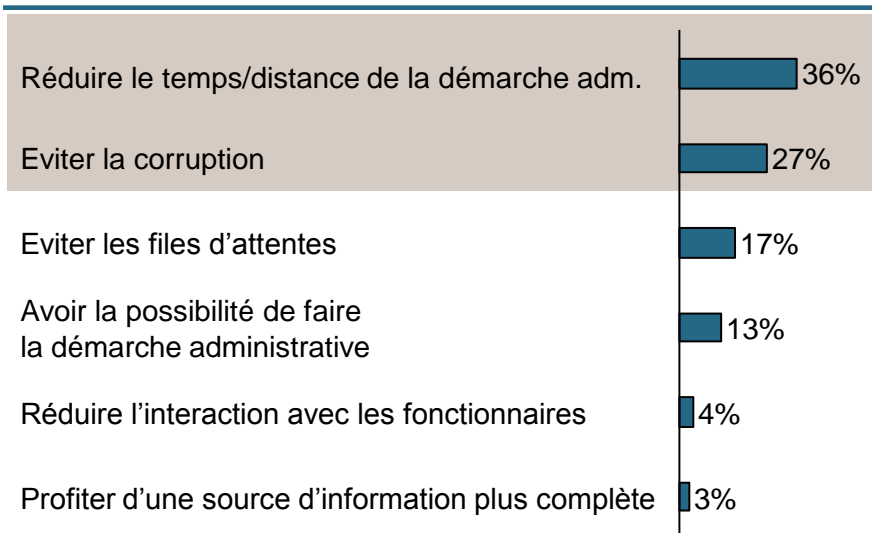 Réduire le temps/distance de la démarche adm. 36%
Eviter la corruption 27%
Eviter les files d’attentes 17%
Avoir la possibilité de faire
la démarche administrative 13%
Réduire l’interaction avec les fonctionnaires 4%
Profiter d’une source d’information plus complète 3%